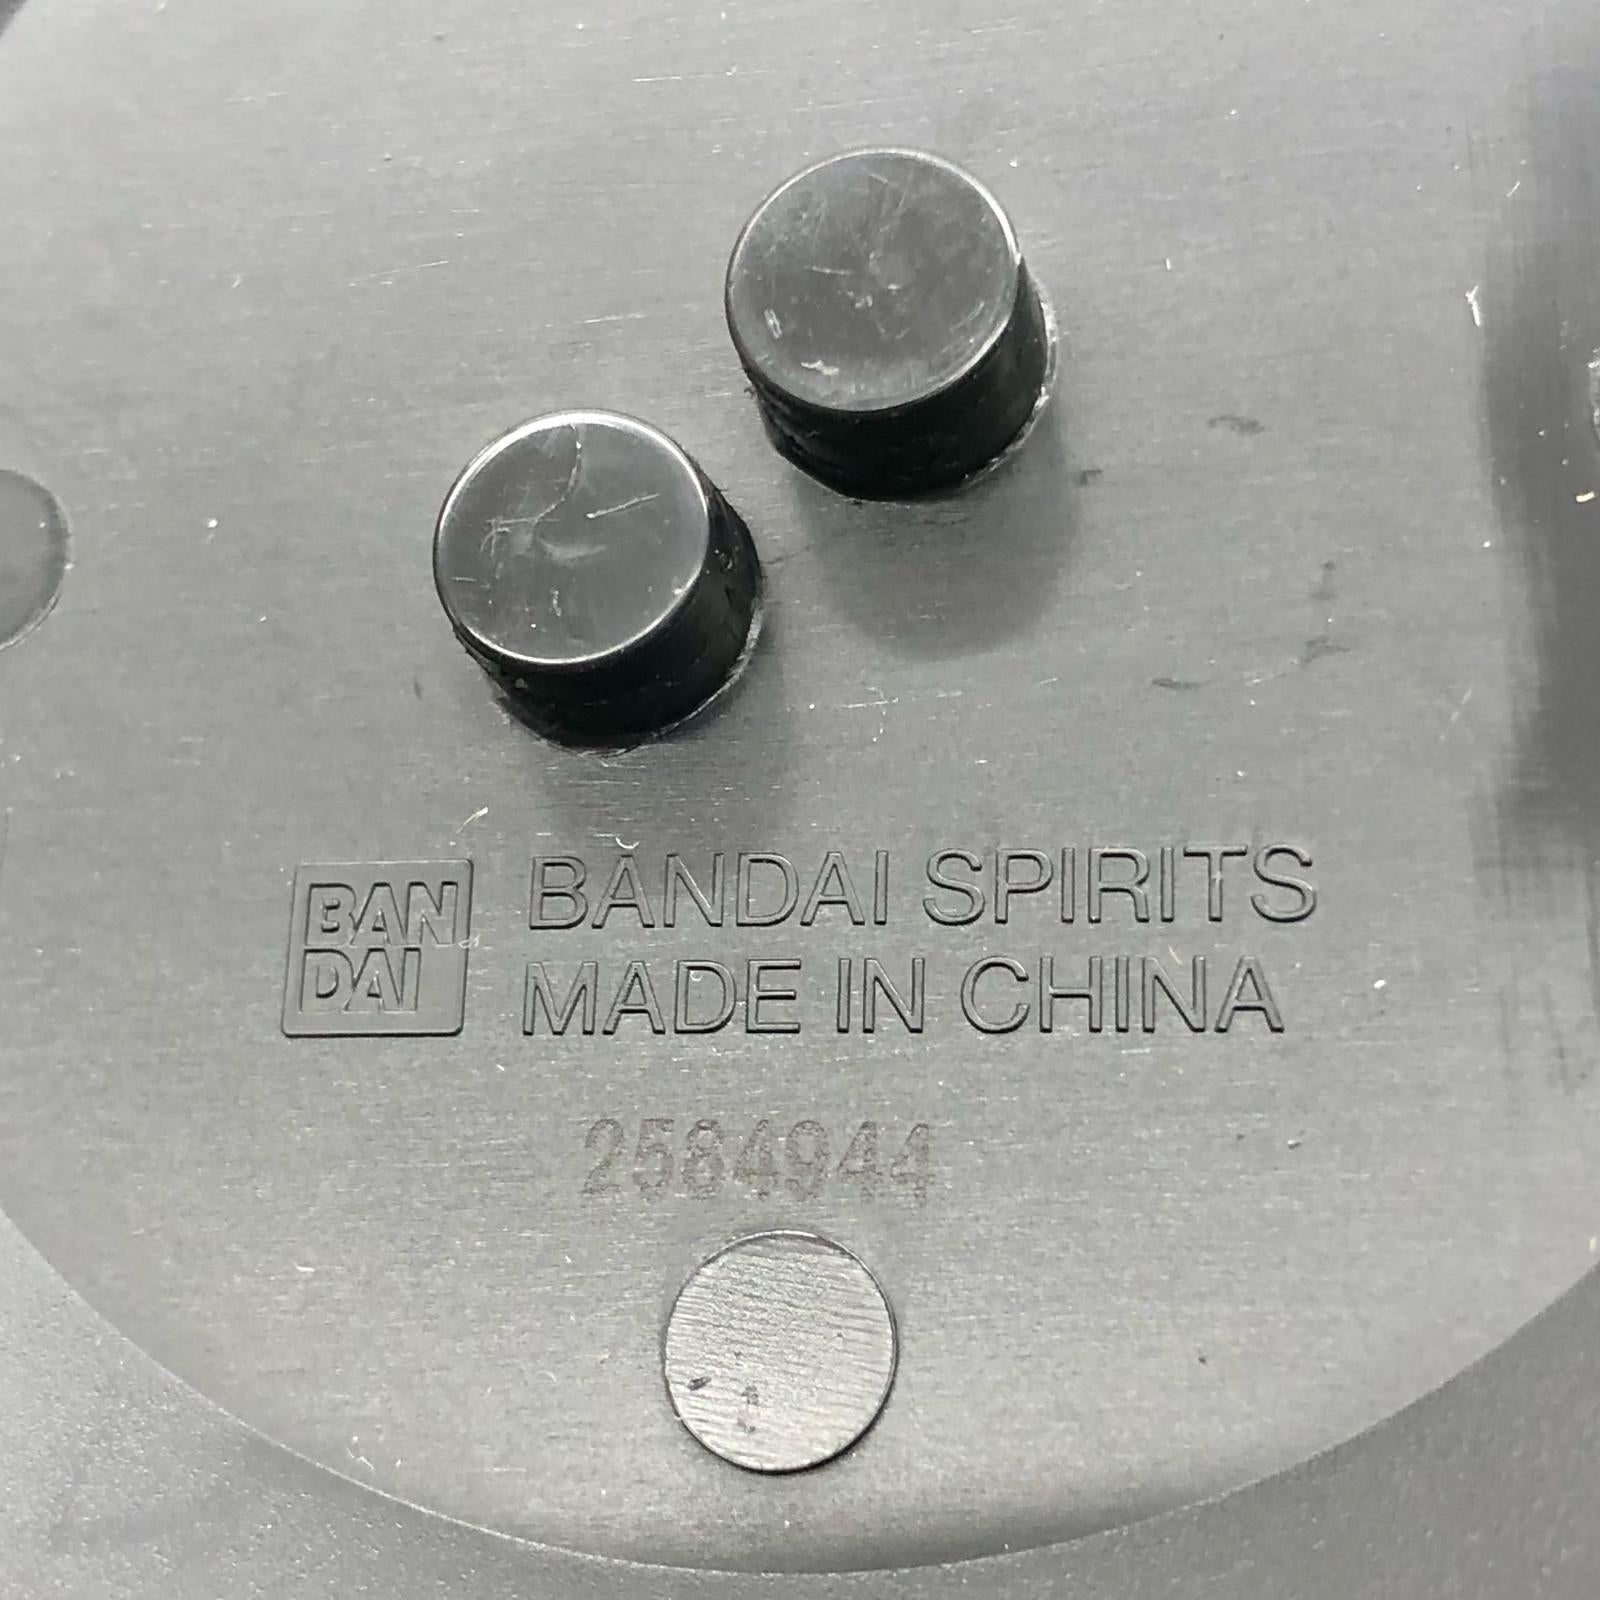 BAN
DAI
BANDAI SPIRITS
MADE IN CHINA
2584944